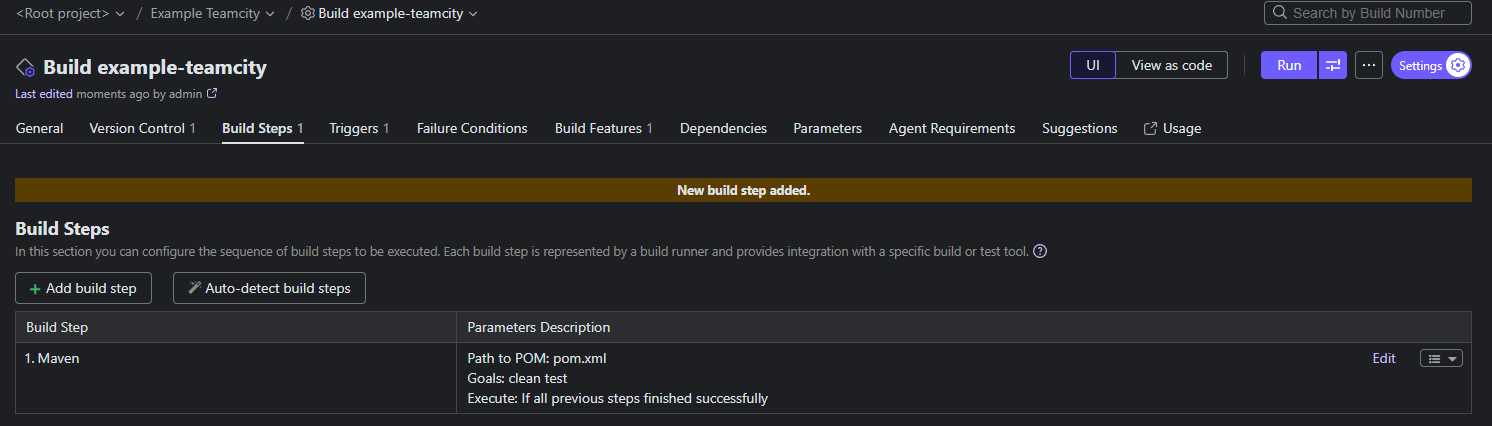 <Root project> / Example Teamcity / Build example-teamcity Search by Build Number
Build example-teamcity UI View as code Run ... Settings
Last edited moments ago by admin
General Version Control 1 Build Steps 1 Triggers 1 Failure Conditions Build Features 1 Dependencies Parameters Agent Requirements Suggestions Usage
New build step added.
Build Steps
In this section you can configure the sequence of build steps to be executed. Each build step is represented by a build runner and provides integration with a specific build or test tool. ?
+ Add build step Auto-detect build steps
Build Step Parameters Description
1. Maven Path to POM: pom.xml Edit
Goals: clean test
Execute: If all previous steps finished successfully